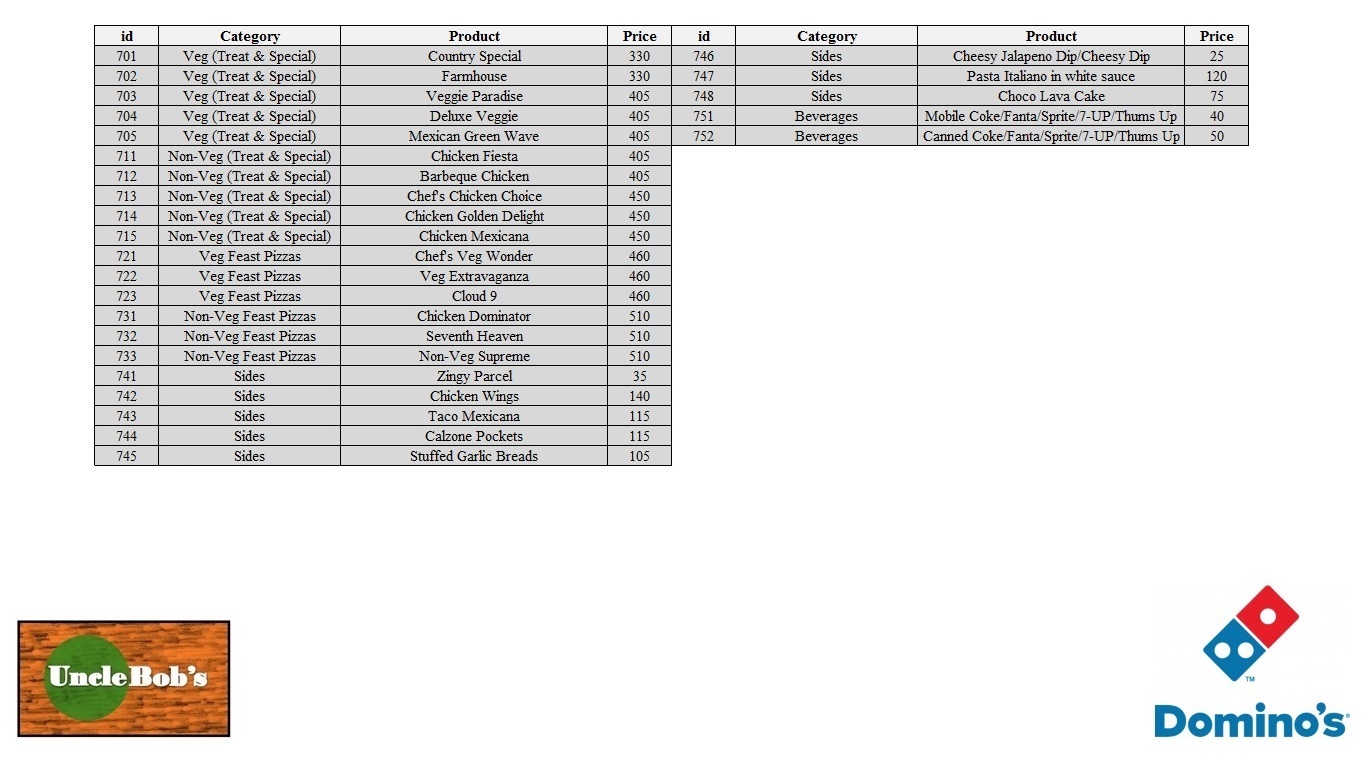 id Category Product Price id Category Product Price
701 Veg (Treat & Special) Country Special 330 746 Sides Cheesy Jalapeno Dip/Cheesy Dip 25
702 Veg (Treat & Special) Farmhouse 330 747 Sides Pasta Italiano in white sauce 120
703 Veg (Treat & Special) Veggie Paradise 405 748 Sides Choco Lava Cake 75
704 Veg (Treat & Special) Deluxe Veggie 405 751 Beverages Mobile Coke/Fanta/Sprite/7-UP/Thums Up 40
705 Veg (Treat & Special) Mexican Green Wave 405 752 Beverages Canned Coke/Fanta/Sprite/7-UP/Thums Up 50
711 Non-Veg (Treat & Special) Chicken Fiesta 405
712 Non-Veg (Treat & Special) Barbeque Chicken 405
713 Non-Veg (Treat & Special) Chef's Chicken Choice 450
714 Non-Veg (Treat & Special) Chicken Golden Delight 450
715 Non-Veg (Treat & Special) Chicken Mexicana 450
721 Veg Feast Pizzas Chef's Veg Wonder 460
722 Veg Feast Pizzas Veg Extravaganza 460
723 Veg Feast Pizzas Cloud 9 460
731 Non-Veg Feast Pizzas Chicken Dominator 510
732 Non-Veg Feast Pizzas Seventh Heaven 510
733 Non-Veg Feast Pizzas Non-Veg Supreme 510
741 Sides Zingy Parcel 35
742 Sides Chicken Wings 140
743 Sides Taco Mexicana 115
744 Sides Calzone Pockets 115
745 Sides Stuffed Garlic Breads 105
Uncle Bob's
TM
Domino's®